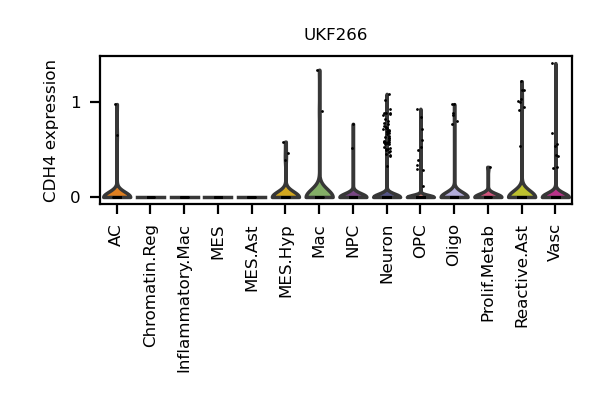 UKF266
CDH4 expression
1
0
AC
Chromatin.Reg
Inflammatory.Mac
MES
MES.Ast
MES.Hyp
Mac
NPC
Neuron
OPC
Oligo
Prolif.Metab
Reactive.Ast
Vasc